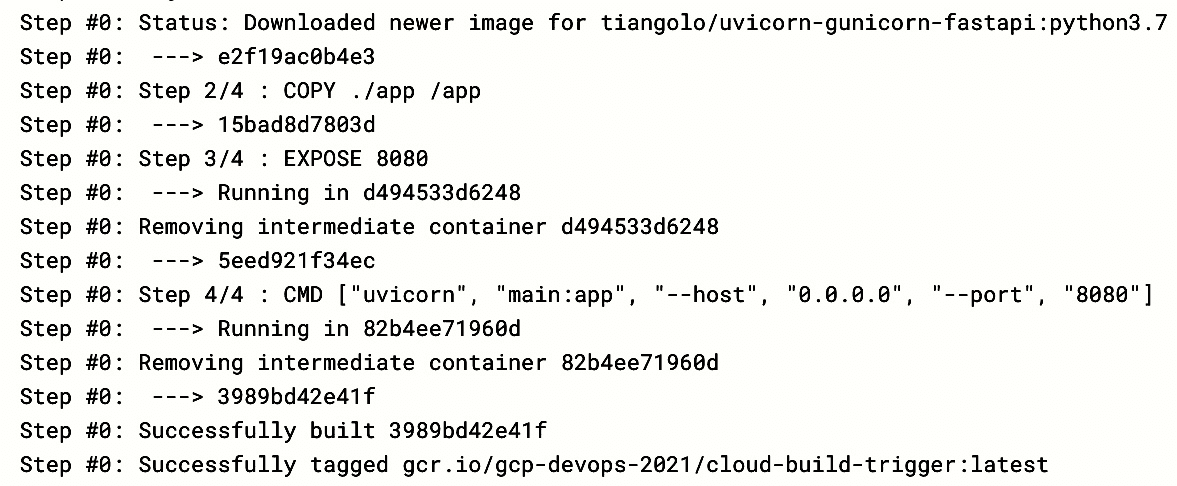 Step #0: Status: Downloaded newer image for tiangolo/uvicorn-gunicorn-fastapi:python3.7
Step #0:  ---> e2f19ac0b4e3
Step #0: Step 2/4 : COPY ./app /app
Step #0:  ---> 15bad8d7803d
Step #0: Step 3/4 : EXPOSE 8080
Step #0:  ---> Running in d494533d6248
Step #0: Removing intermediate container d494533d6248
Step #0:  ---> 5eed921f34ec
Step #0: Step 4/4 : CMD ["uvicorn", "main:app", "--host", "0.0.0.0", "--port", "8080"]
Step #0:  ---> Running in 82b4ee71960d
Step #0: Removing intermediate container 82b4ee71960d
Step #0:  ---> 3989bd42e41f
Step #0: Successfully built 3989bd42e41f
Step #0: Successfully tagged gcr.io/gcp-devops-2021/cloud-build-trigger:latest